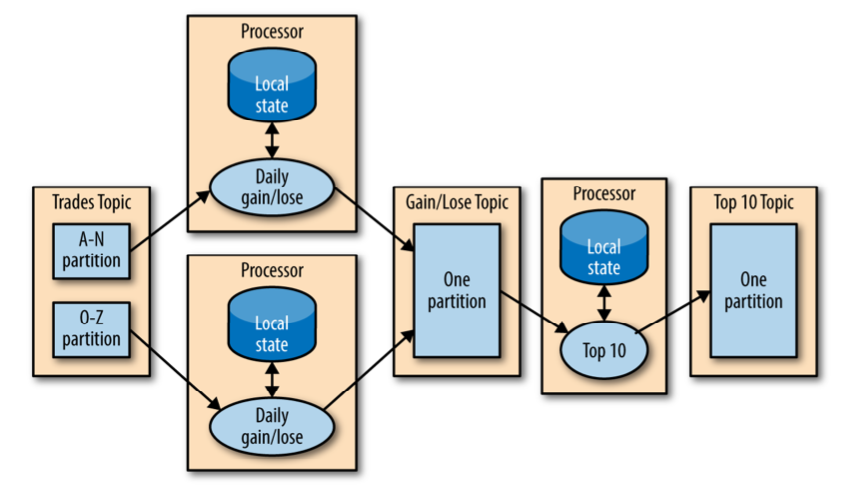 Processor
Local
state
Daily
gain/lose
Trades Topic
A-N
partition
O-Z
partition
Processor
Local
state
Daily
gain/lose
Gain/Lose Topic
One
partition
Processor
Local
state
Top 10
Top 10 Topic
One
partition